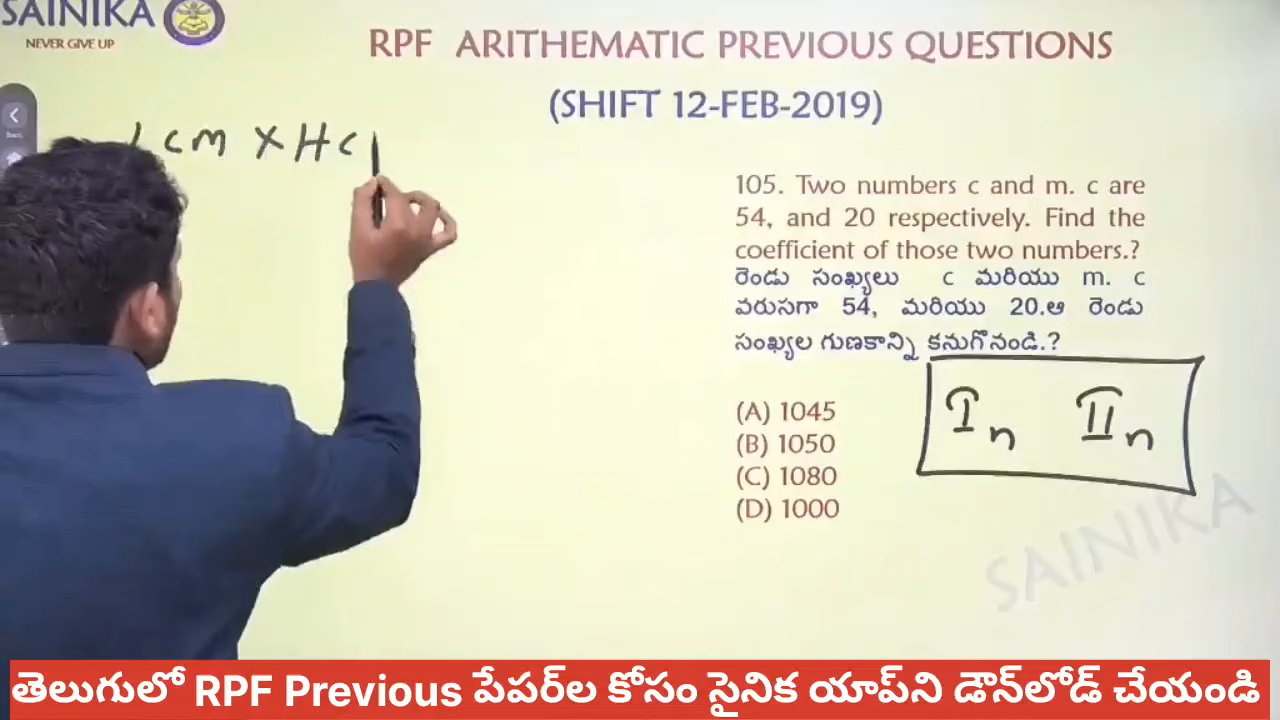 SAINIKA
NEVER GIVE UP
RPF ARITHEMATIC PREVIOUS QUESTIONS
(SHIFT 12-FEB-2019)
Back
cm X H C
105. Two numbers c and m. c are
54, and 20 respectively. Find the
coefficient of those two numbers.?
రెండు సంఖ్యలు c మరియు m. c
వరుసగా 54, మరియు 20.ఆ రెండు
సంఖ్యల గుణకాన్ని కనుగొనండి.?
I n II n
(A) 1045
(B) 1050
(C) 1080
(D) 1000
SAINIKA
తెలుగులో RPF Previous పేపర్‌ల కోసం సైనిక యాప్‌ని డౌన్‌లోడ్ చేయండి